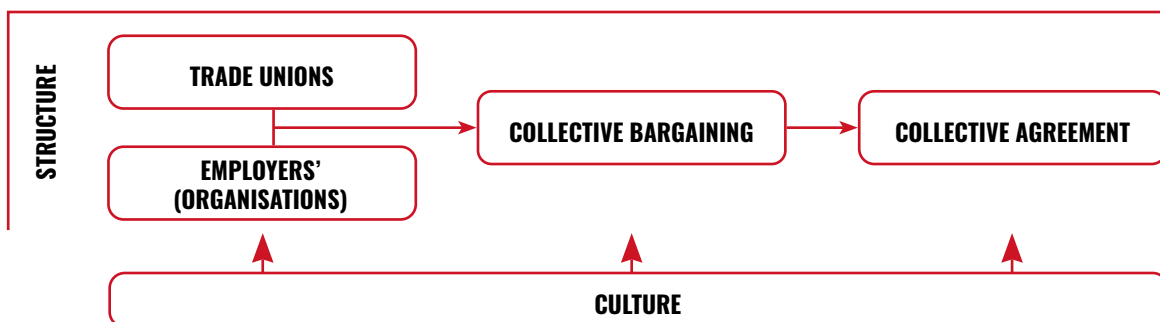 STRUCTURE
TRADE UNIONS
EMPLOYERS'
(ORGANISATIONS)
COLLECTIVE BARGAINING
COLLECTIVE AGREEMENT
CULTURE